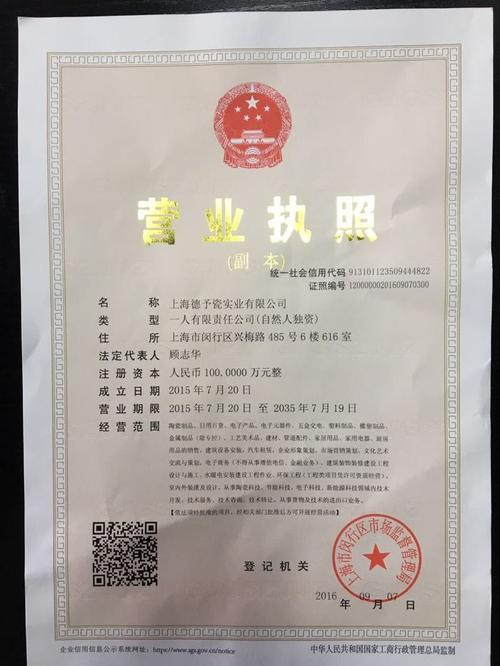 营业执照
(副本)
统一社会信用代码 913101123509444822
证照编号 12000000201609070300
名称 上海德予瓷实业有限公司
类型 一人有限责任公司(自然人独资)
住所 上海市闵行区兴梅路485号6楼616室
法定代表人 顾志华
注册资本 人民币100.0000万元整
成立日期 2015年7月20日
营业期限 2015年7月20日至2035年7月19日
经营范围 陶瓷制品、日用百货、电子产品、电子元器件、五金交电、塑料制品、橡塑制品、
金属制品(除专控)、工艺美术品、建材、管道配件、家居用品、家用电器、厨房
用品的销售,建筑设备安装,汽车租赁,企业形象策划,市场营销策划,文化艺术
交流与策划,电子商务(不得从事增值电信、金融业务),建筑装饰装修建设工程设
计与施工,水暖电安装建设工程作业,环保工程(工程类项目凭许可资质经营),
室内外装潢及设计,从事陶瓷科技、节能科技、电子科技、新能源科技领域内技术
开发、技术服务、技术咨询、技术转让,从事货物及技术的进出口业务。
【依法须经批准的项目,经相关部门批准后方可开展经营活动】
登记机关
上海市闵行区市场监督管理局
2016年09月07日
企业信用信息公示系统网址:www.sgs.gov.cn/notice
中华人民共和国国家工商行政管理总局监制